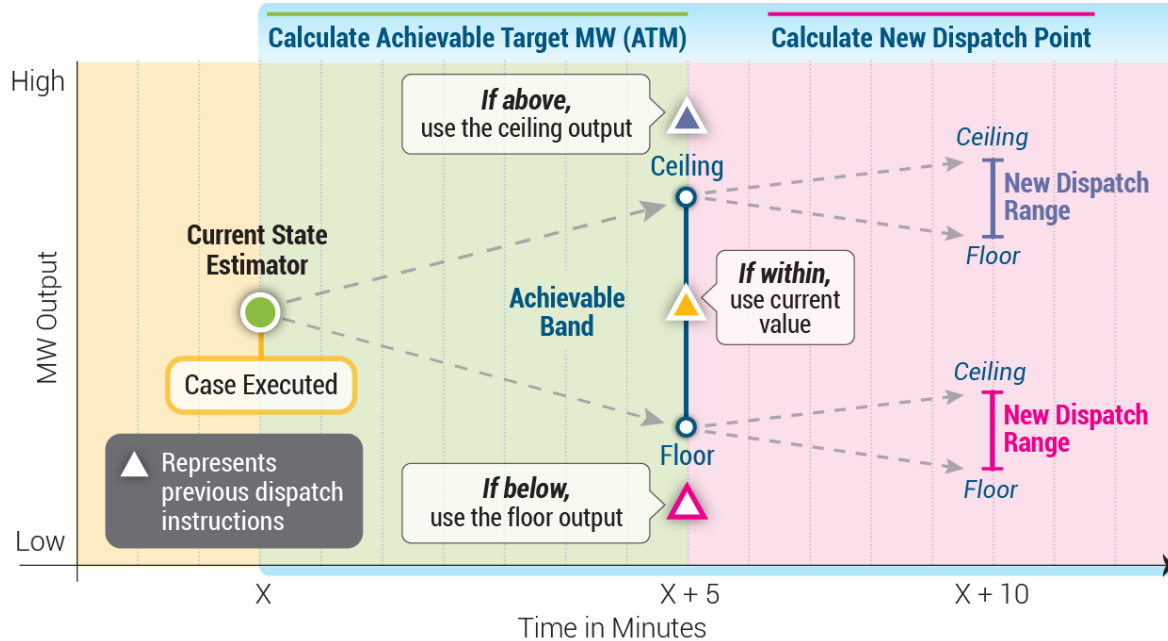 Calculate Achievable Target MW (ATM)
Calculate New Dispatch Point
High
MW Output
Low
If above,
use the ceiling output
Ceiling
Current State
Estimator
Case Executed
Achievable
Band
If within,
use current
value
Floor
If below,
use the floor output
Represents
previous dispatch
instructions
Ceiling
New Dispatch
Range
Floor
Ceiling
New Dispatch
Range
Floor
X
X + 5
X + 10
Time in Minutes